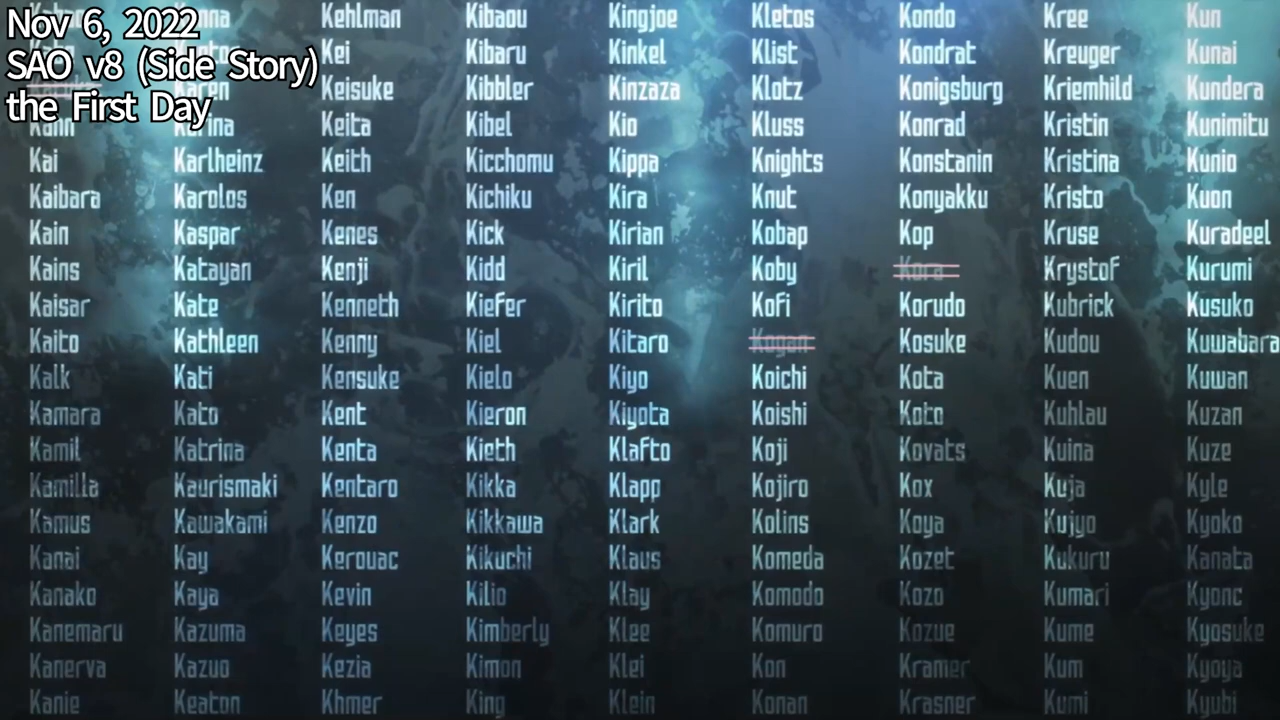 Nov 6, 2022
SAO v8 (Side Story)
the First Day
Kehlman Kibaou Kingjoe Kletos Kondo Kree Kun
Kei Kibaru Kinkel Klist Kondrat Kreuger Kunai
Karen Keisuke Kibbler Kinzaza Klotz Konigsburg Kriemhild Kundera
Kann Karina Keita Kibel Kio Kluss Konrad Kristin Kunimitu
Kai Karlheinz Keith Kicchomu Kippa Knights Konstanin Kristina Kunio
Kaibara Karolos Ken Kichiku Kira Knut Konyakku Kristo Kuon
Kain Kaspar Kenes Kick Kirian Kobap Kop Kruse Kuradeel
Kains Katayan Kenji Kidd Kiril Koby Kora Krystof Kurumi
Kaisar Kate Kenneth Kiefer Kirito Kofi Korudo Kubrick Kusuko
Kaito Kathleen Kenny Kiel Kitaro Kogan Kosuke Kudou Kuwabara
Kalk Kati Kensuke Kielo Kiyo Koichi Kota Kuen Kuwan
Kamara Kato Kent Kieron Kiyota Koishi Koto Kuhlau Kuzan
Kamil Katrina Kenta Kieth Klafto Koji Kovats Kuina Kuze
Kamilla Kaurismaki Kentaro Kikka Klapp Kojiro Kox Kuja Kyle
Kamus Kawakami Kenzo Kikkawa Klark Kolins Koya Kujyo Kyoko
Kanai Kay Kerouac Kikuchi Klaus Komeda Kozet Kukuru Kanata
Kanako Kaya Kevin Kilio Klay Komodo Kozo Kumari Kyonc
Kanemaru Kazuma Keyes Kimberly Klee Komuro Kozue Kume Kyosuke
Kanerva Kazuo Kezia Kimon Klei Kon Kramer Kum Kyoya
Kanie Keaton Khmer King Klein Konan Krasner Kumi Kyubi